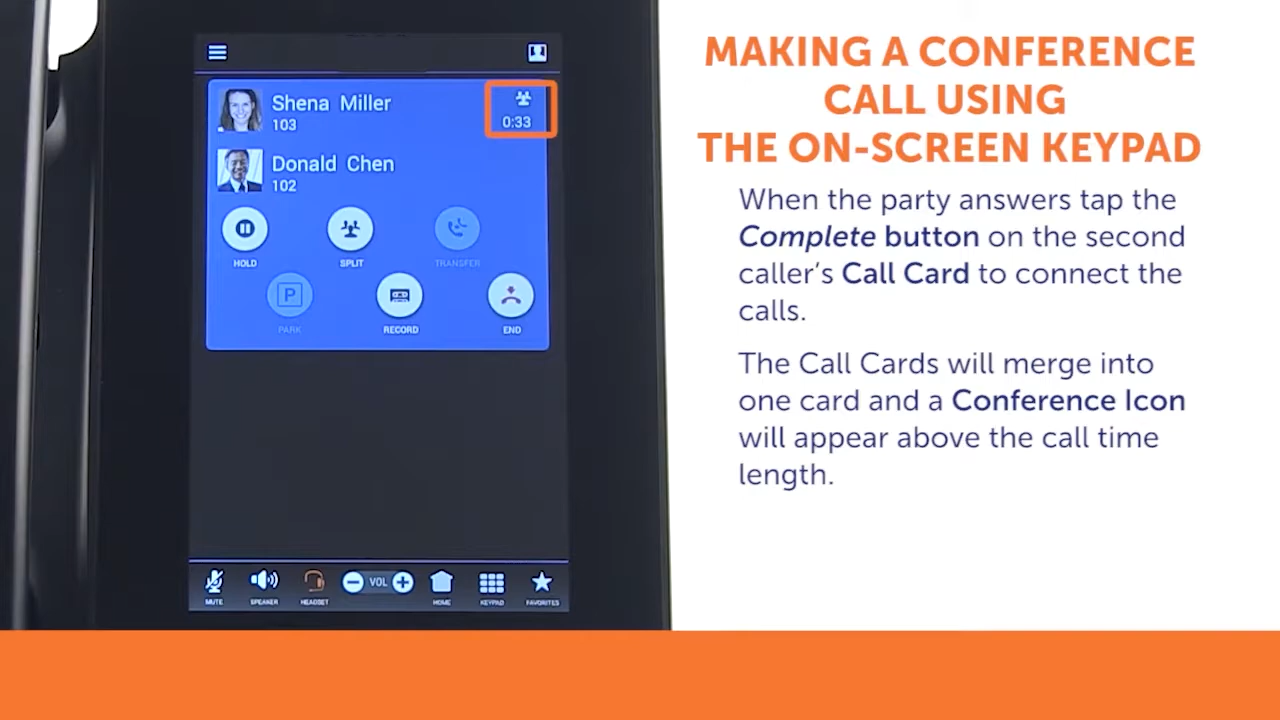 MAKING A CONFERENCE
CALL USING
THE ON-SCREEN KEYPAD
Shena Miller
103
0:33
Donald Chen
102
HOLD
SPLIT
TRANSFER
P
PARK
RECORD
END
MUTE
SPEAKER
HEADSET
VOL
HOME
KEYPAD
FAVORITES
When the party answers tap the
Complete button on the second
caller's Call Card to connect the
calls.
The Call Cards will merge into
one card and a Conference Icon
will appear above the call time
length.